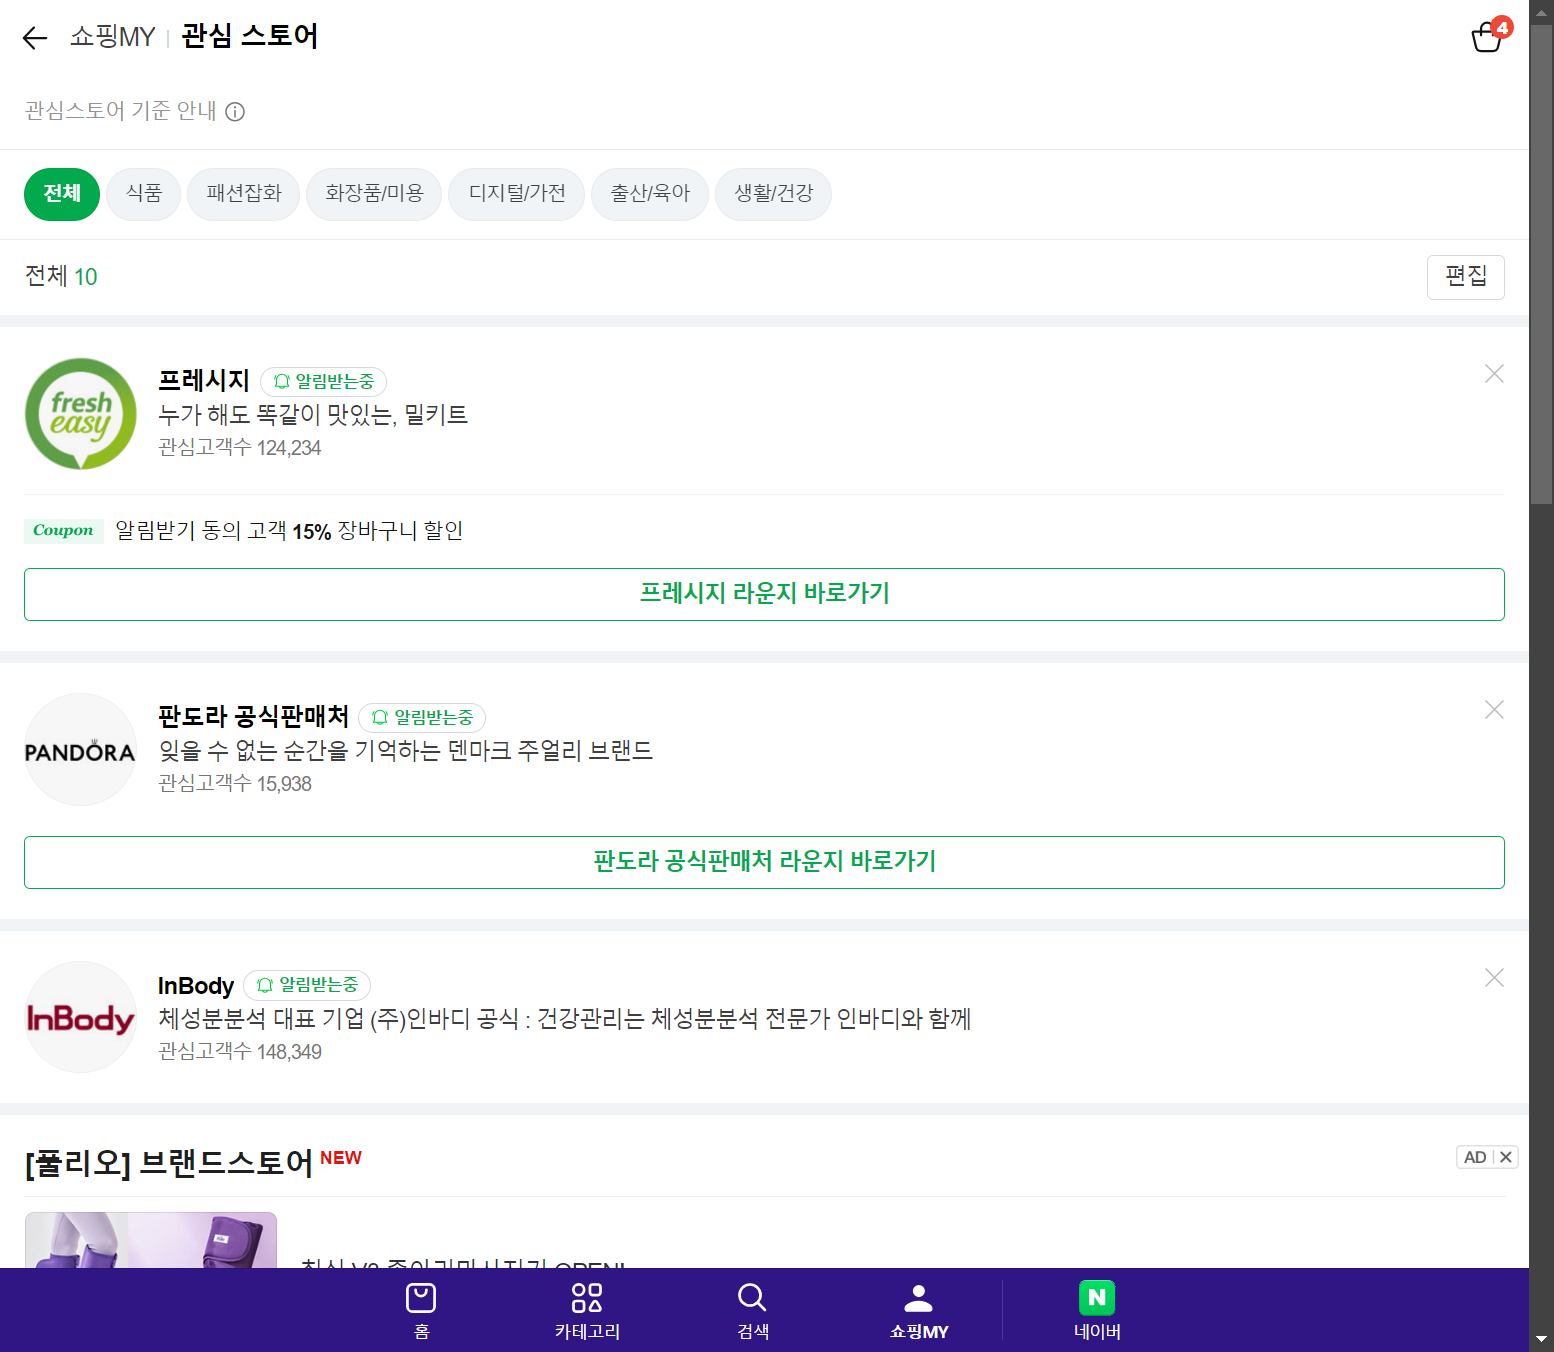 쇼핑MY 관심 스토어 4
관심스토어 기준 안내
전체 식품 패션잡화 화장품/미용 디지털/가전 출산/육아 생활/건강
전체 10 편집
fresh
easy
프레시지 알림받는중
누가 해도 똑같이 맛있는, 밀키트
관심고객수 124,234
Coupon 알림받기 동의 고객 15% 장바구니 할인
프레시지 라운지 바로가기
PANDORA
판도라 공식판매처 알림받는중
잊을 수 없는 순간을 기억하는 덴마크 주얼리 브랜드
관심고객수 15,938
판도라 공식판매처 라운지 바로가기
InBody
InBody 알림받는중
체성분분석 대표 기업 (주)인바디 공식 : 건강관리는 체성분분석 전문가 인바디와 함께
관심고객수 148,349
[풀리오] 브랜드스토어 NEW
AD
홈 카테고리 검색 쇼핑MY N 네이버